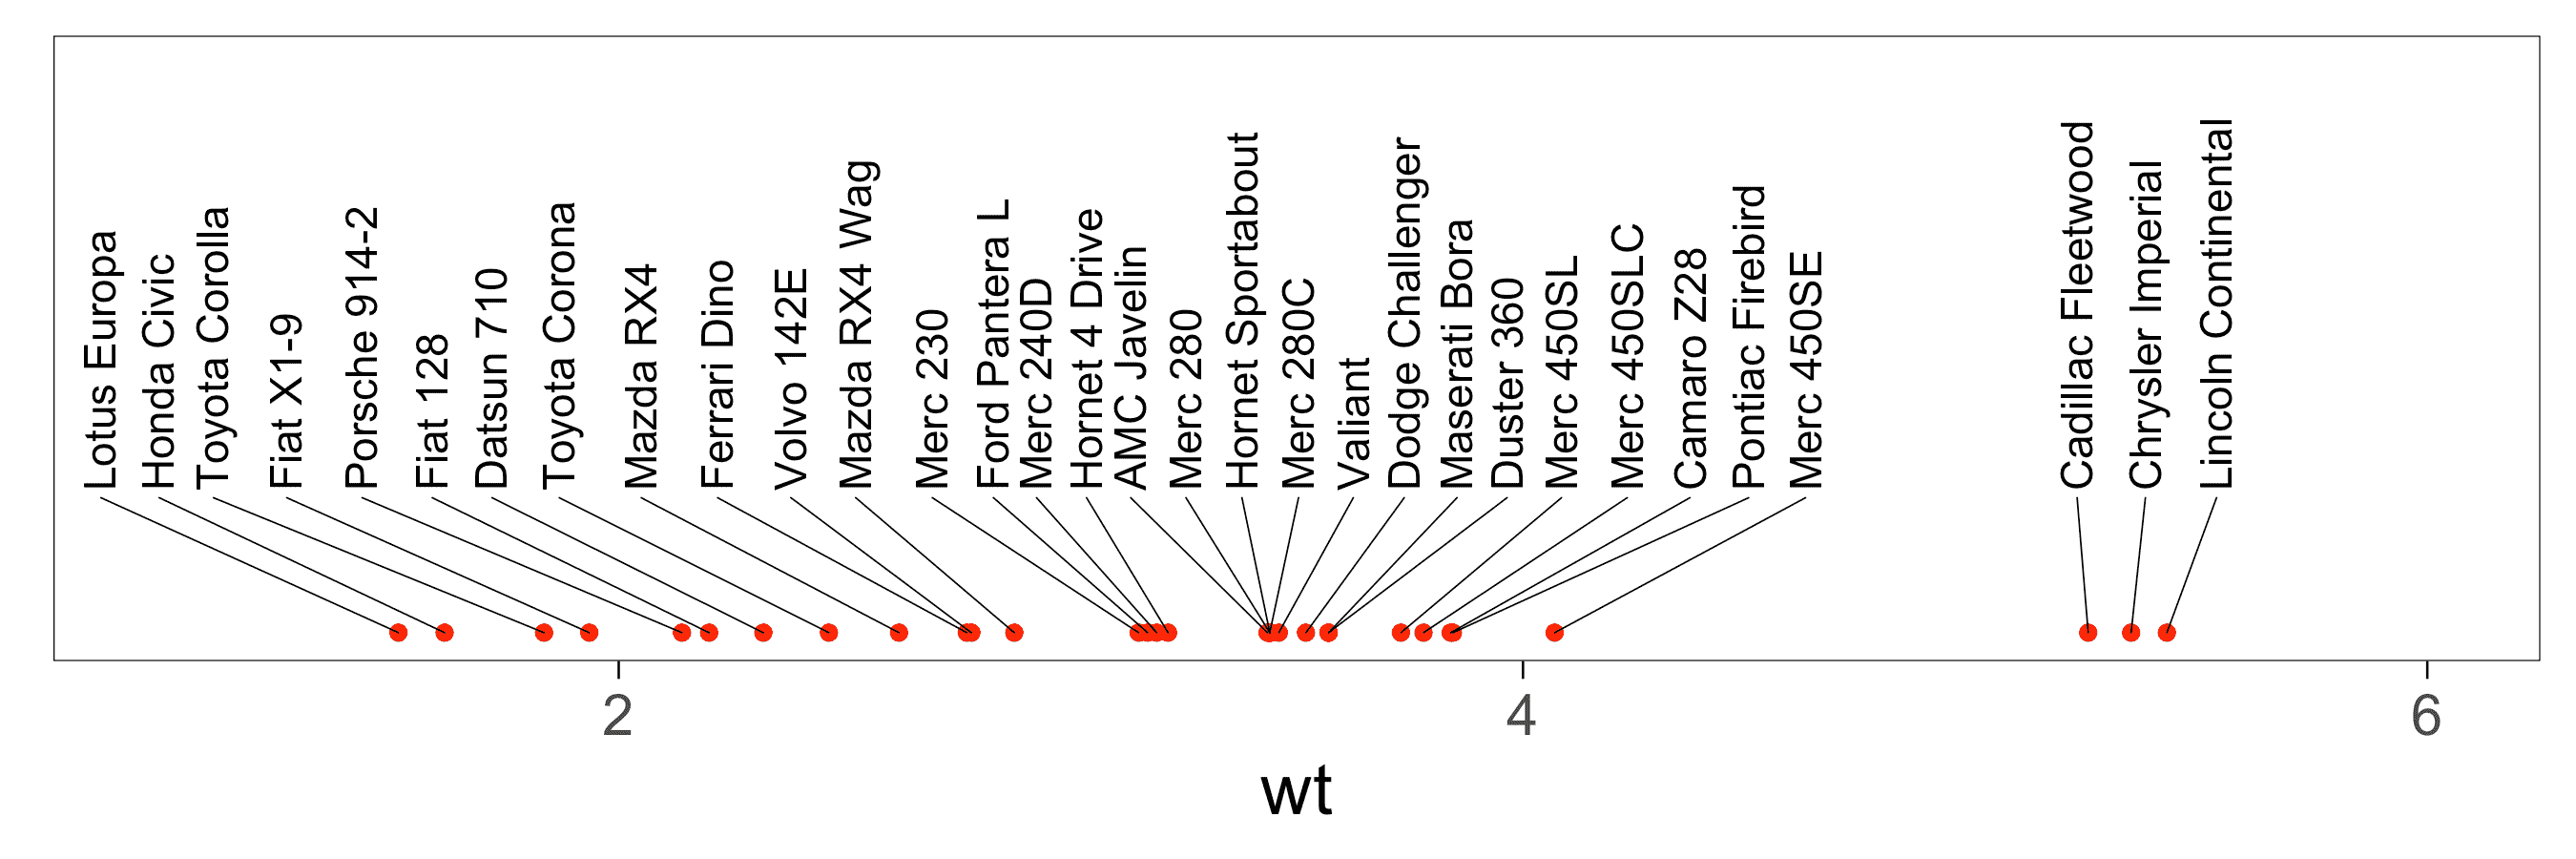 Lotus Europa
Honda Civic
Toyota Corolla
Fiat X1-9
Porsche 914-2
Fiat 128
Datsun 710
Toyota Corona
Mazda RX4
Ferrari Dino
Volvo 142E
Mazda RX4 Wag
Merc 230
Ford Pantera L
Merc 240D
Hornet 4 Drive
AMC Javelin
Merc 280
Hornet Sportabout
Merc 280C
Valiant
Dodge Challenger
Maserati Bora
Duster 360
Merc 450SL
Merc 450SLC
Camaro Z28
Pontiac Firebird
Merc 450SE
Cadillac Fleetwood
Chrysler Imperial
Lincoln Continental
2
4
6
wt